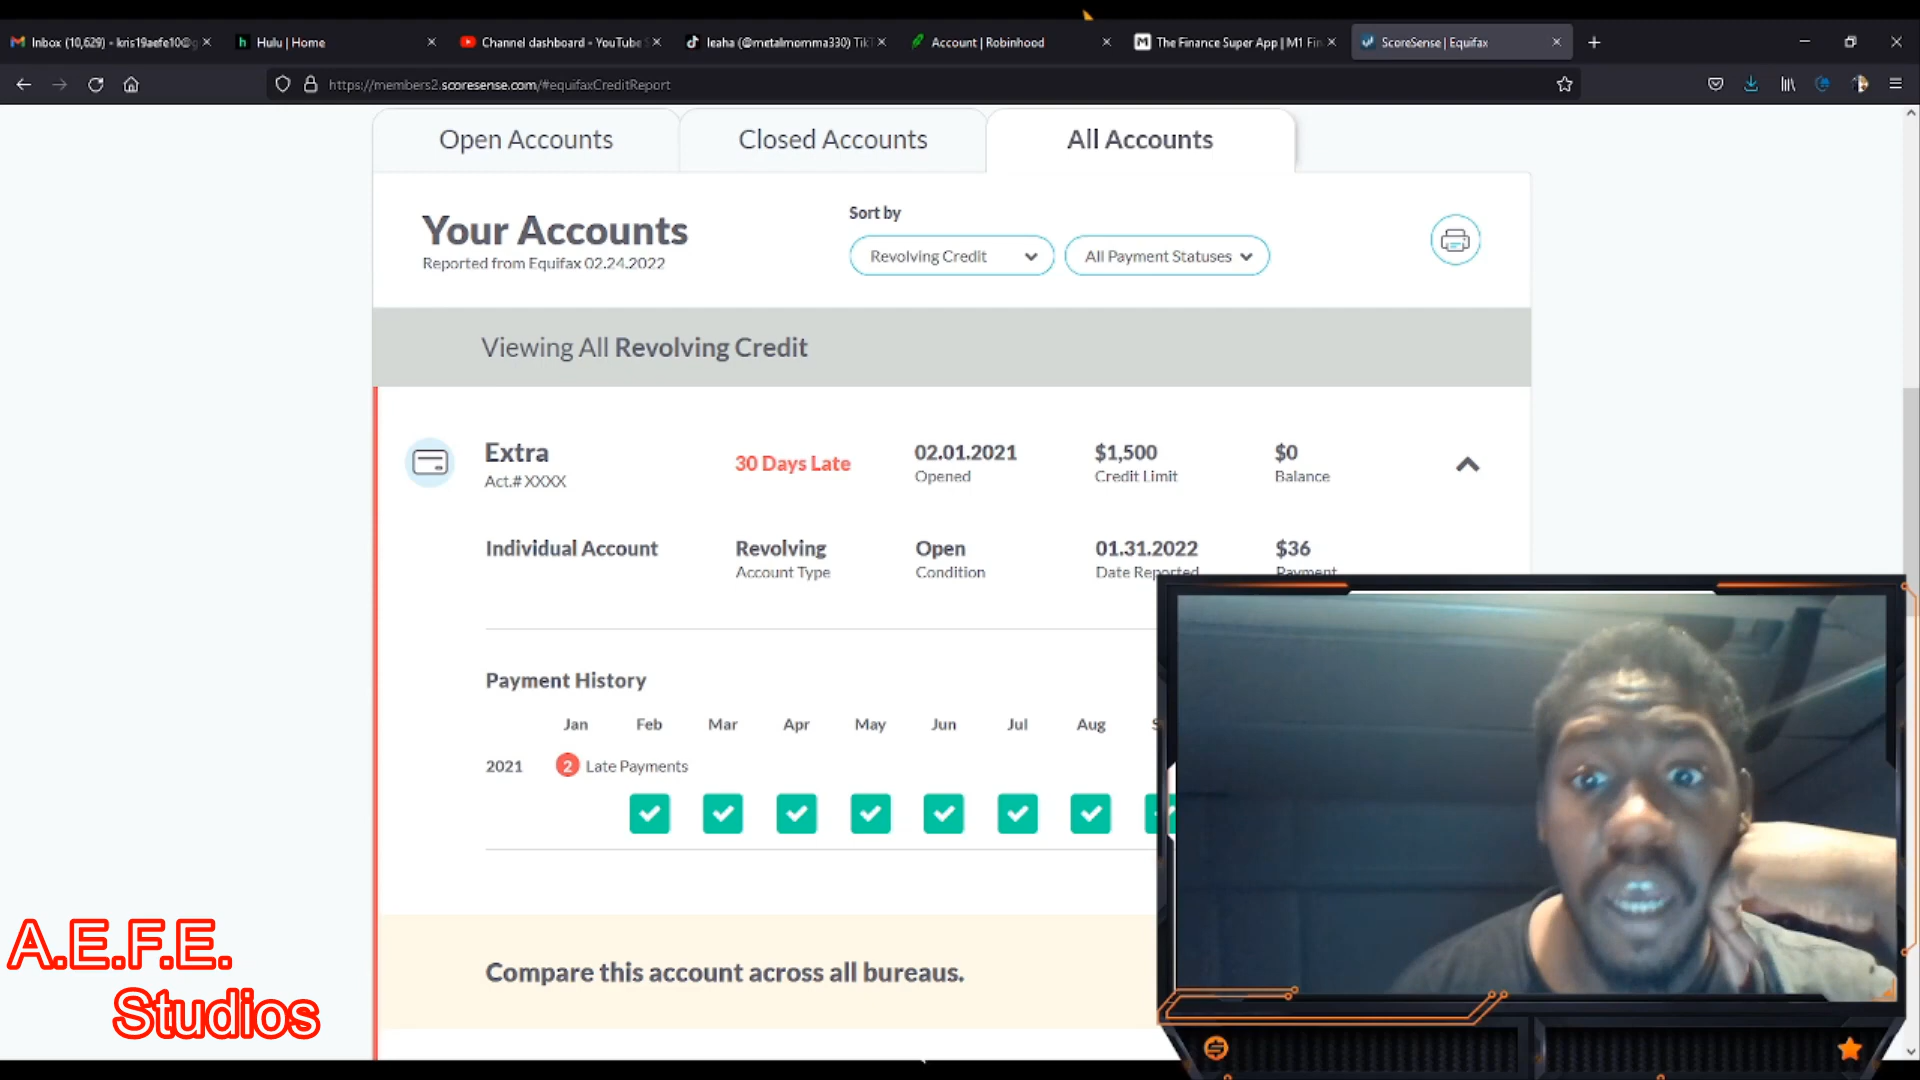 Inbox (10,629) - kris19aefe10@g
Hulu | Home
Channel dashboard - YouTube S
leaha (@metalmomma330) TikT
Account | Robinhood
The Finance Super App | M1 Fin
ScoreSense | Equifax
https://members2.scoresense.com/#equifaxCreditReport
Open Accounts
Closed Accounts
All Accounts
Your Accounts
Reported from Equifax 02.24.2022
Sort by
Revolving Credit
All Payment Statuses
Viewing All Revolving Credit
Extra
Act.# XXXX
30 Days Late
02.01.2021
Opened
$1,500
Credit Limit
$0
Balance
Individual Account
Revolving
Account Type
Open
Condition
01.31.2022
Date Reported
$36
Payment
Payment History
Jan Feb Mar Apr May Jun Jul Aug S
2021
2 Late Payments
Compare this account across all bureaus.
A.E.F.E.
Studios